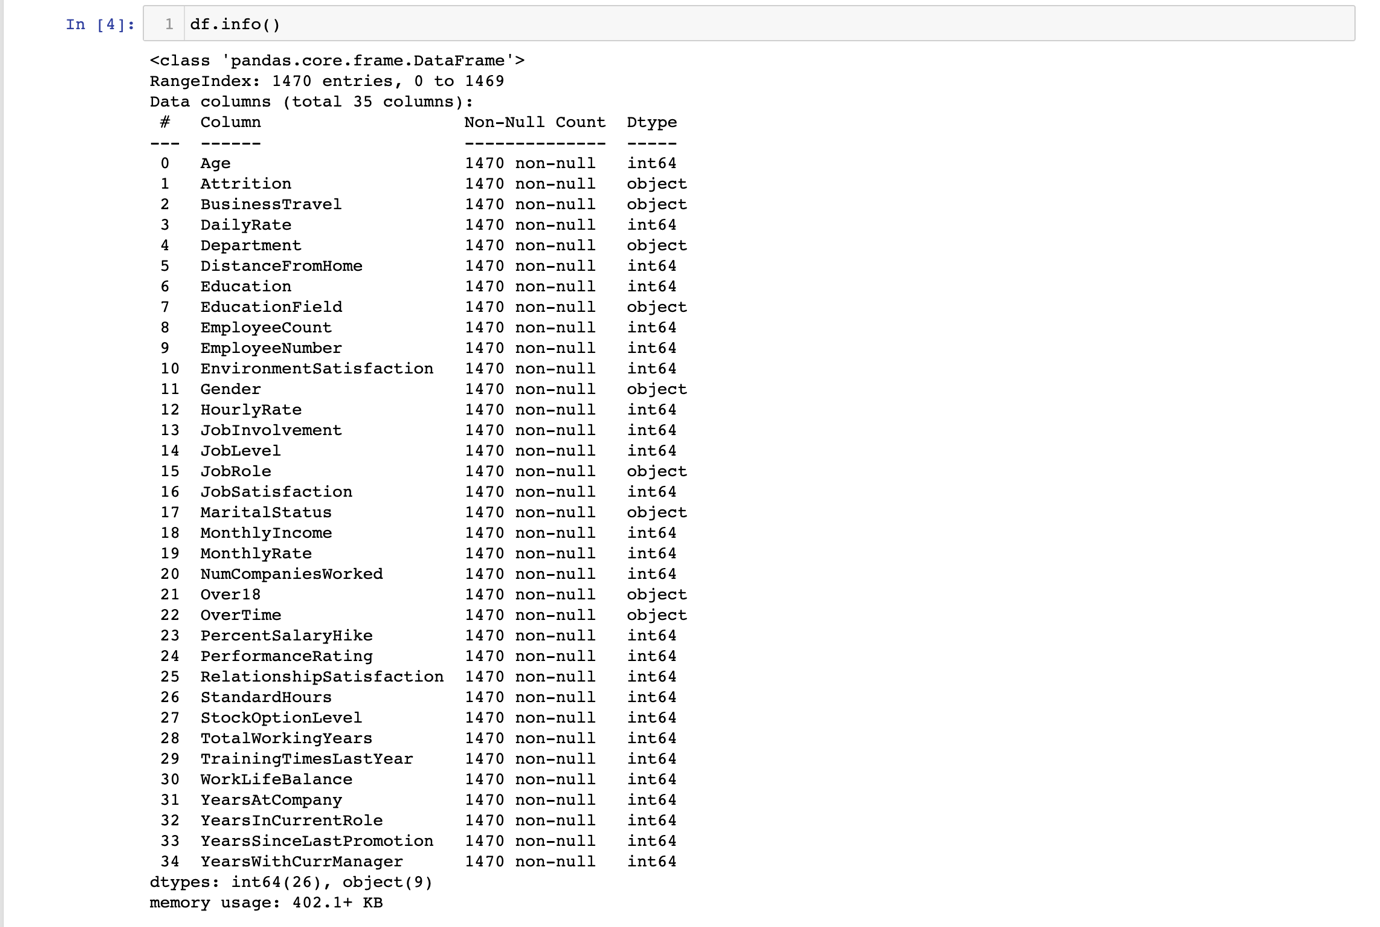 In [4]: 1 df.info()
<class 'pandas.core.frame.DataFrame'>
RangeIndex: 1470 entries, 0 to 1469
Data columns (total 35 columns):
 #   Column                    Non-Null Count  Dtype
---  ------                    --------------  -----
 0   Age                       1470 non-null   int64
 1   Attrition                 1470 non-null   object
 2   BusinessTravel            1470 non-null   object
 3   DailyRate                 1470 non-null   int64
 4   Department                1470 non-null   object
 5   DistanceFromHome          1470 non-null   int64
 6   Education                 1470 non-null   int64
 7   EducationField            1470 non-null   object
 8   EmployeeCount             1470 non-null   int64
 9   EmployeeNumber            1470 non-null   int64
 10  EnvironmentSatisfaction   1470 non-null   int64
 11  Gender                    1470 non-null   object
 12  HourlyRate                1470 non-null   int64
 13  JobInvolvement            1470 non-null   int64
 14  JobLevel                  1470 non-null   int64
 15  JobRole                   1470 non-null   object
 16  JobSatisfaction           1470 non-null   int64
 17  MaritalStatus             1470 non-null   object
 18  MonthlyIncome             1470 non-null   int64
 19  MonthlyRate               1470 non-null   int64
 20  NumCompaniesWorked        1470 non-null   int64
 21  Over18                    1470 non-null   object
 22  OverTime                  1470 non-null   object
 23  PercentSalaryHike         1470 non-null   int64
 24  PerformanceRating         1470 non-null   int64
 25  RelationshipSatisfaction  1470 non-null   int64
 26  StandardHours             1470 non-null   int64
 27  StockOptionLevel          1470 non-null   int64
 28  TotalWorkingYears         1470 non-null   int64
 29  TrainingTimesLastYear     1470 non-null   int64
 30  WorkLifeBalance           1470 non-null   int64
 31  YearsAtCompany            1470 non-null   int64
 32  YearsInCurrentRole        1470 non-null   int64
 33  YearsSinceLastPromotion   1470 non-null   int64
 34  YearsWithCurrManager      1470 non-null   int64
dtypes: int64(26), object(9)
memory usage: 402.1+ KB